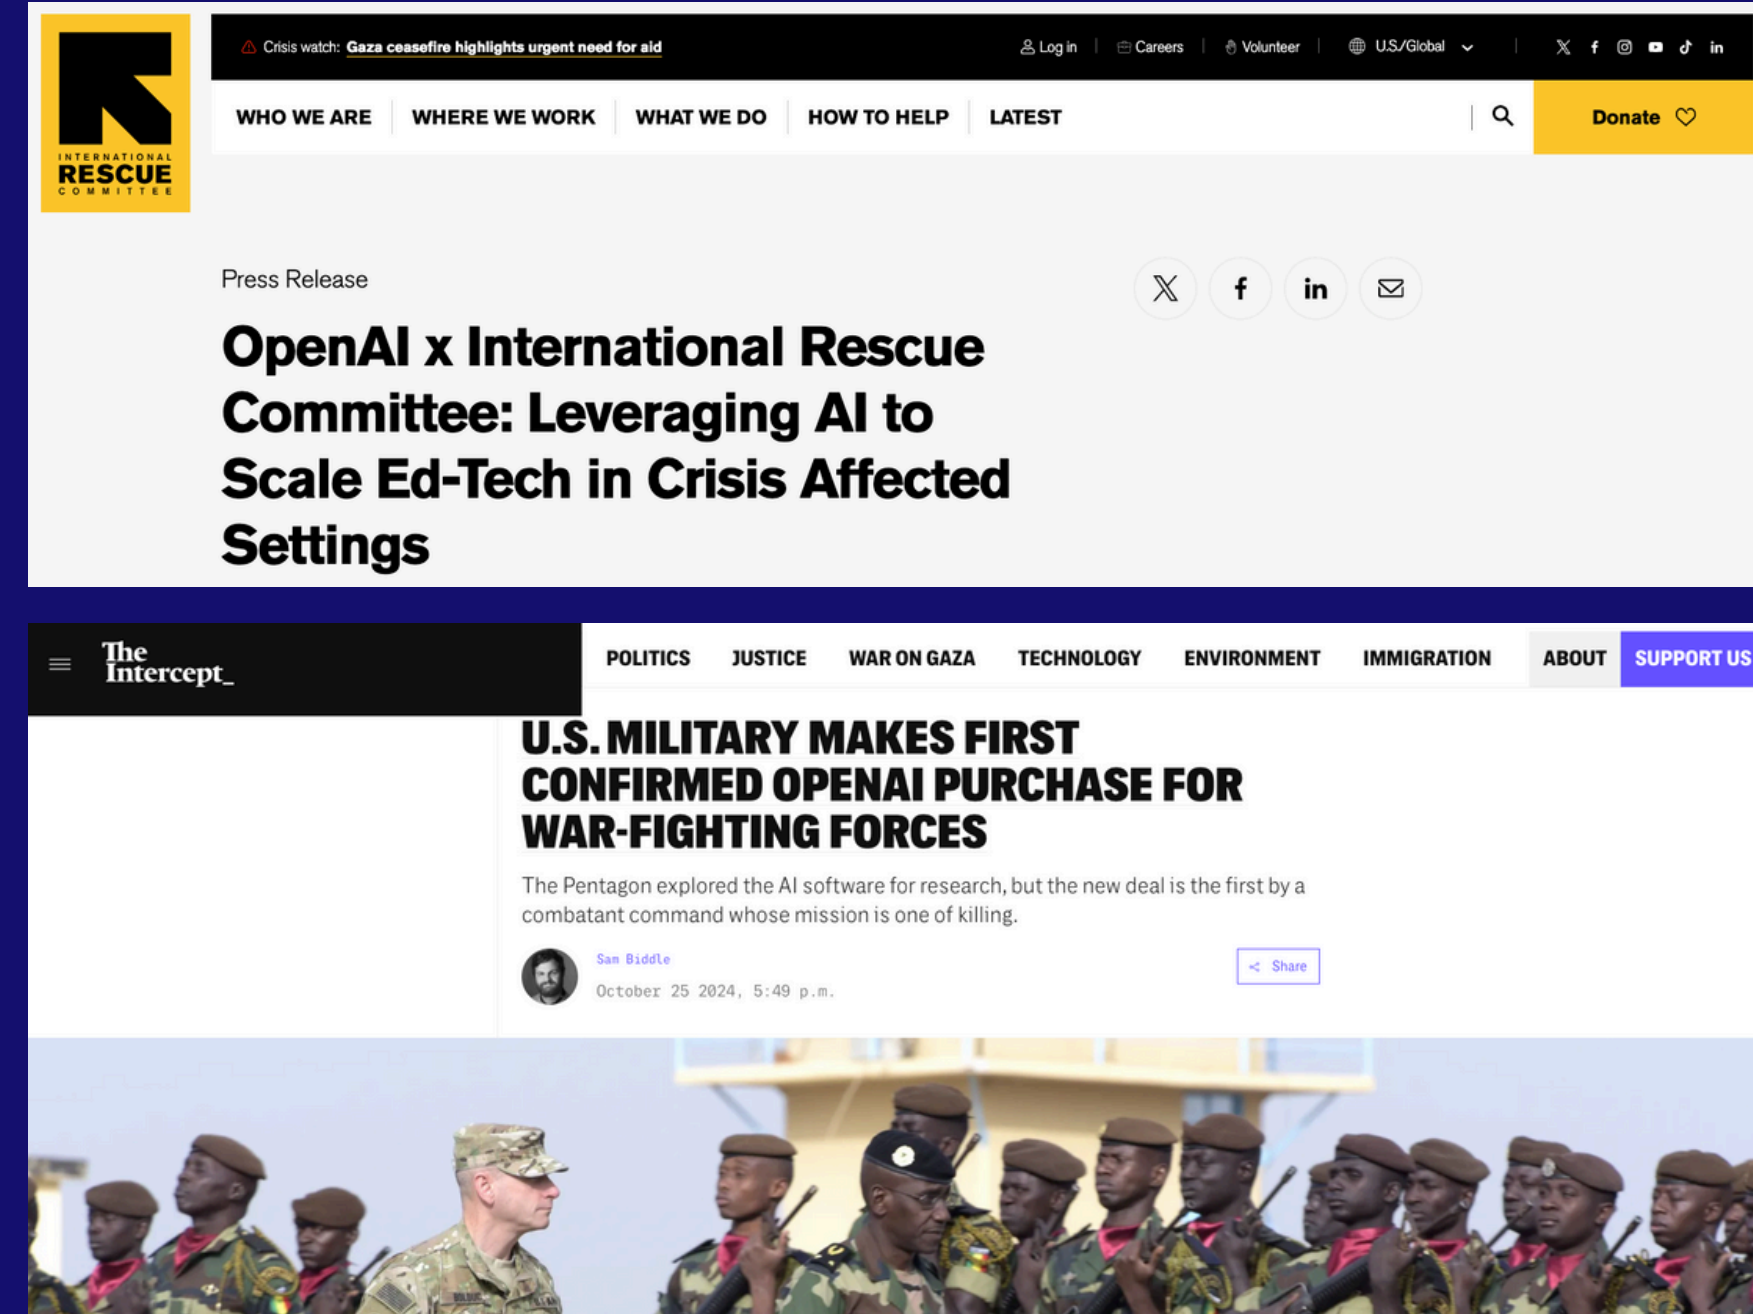 Crisis watch: Gaza ceasefire highlights urgent need for aid
Log in
Careers
Volunteer
U.S./Global
INTERNATIONAL
RESCUE
COMMITTEE
WHO WE ARE
WHERE WE WORK
WHAT WE DO
HOW TO HELP
LATEST
Donate
Press Release
OpenAI x International Rescue
Committee: Leveraging AI to
Scale Ed-Tech in Crisis Affected
Settings
The
Intercept_
POLITICS
JUSTICE
WAR ON GAZA
TECHNOLOGY
ENVIRONMENT
IMMIGRATION
ABOUT
SUPPORT US
U.S. MILITARY MAKES FIRST
CONFIRMED OPENAI PURCHASE FOR
WAR-FIGHTING FORCES
The Pentagon explored the AI software for research, but the new deal is the first by a
combatant command whose mission is one of killing.
Sam Biddle
October 25 2024, 5:49 p.m.
Share